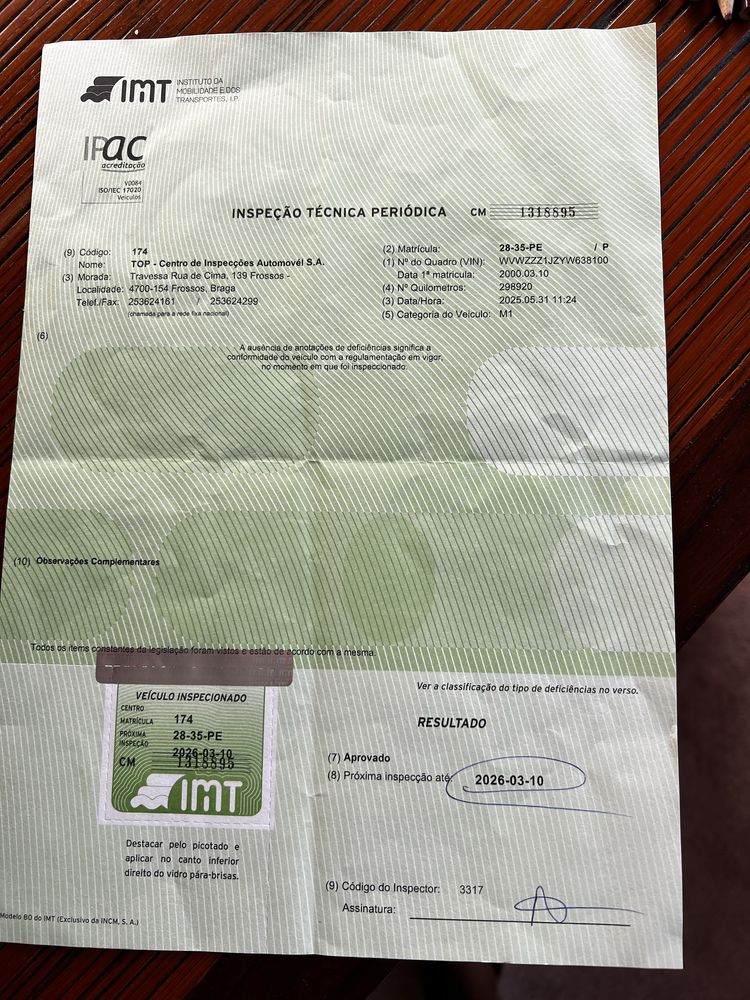 IMT INSTITUTO DA
MOBILIDADE E DOS
TRANSPORTES, I.P.
IPAC
acreditação
V0084
ISO/IEC 17020
Veículos
INSPEÇÃO TÉCNICA PERIÓDICA CM 1318895
(9) Código: 174
Nome: TOP - Centro de Inspecções Automovél S.A.
(3) Morada: Travessa Rua de Cima, 139 Frossos -
Localidade: 4700-154 Frossos, Braga
Telef./Fax: 253624161 / 253624299
(chamada para a rede fixa nacional)
(2) Matrícula: 28-35-PE / P
(1) Nº do Quadro (VIN): WVWZZZ1JZYW638100
Data 1ª matricula: 2000.03.10
(4) Nº Quilometros: 298920
(3) Data/Hora: 2025.05.31 11:24
(5) Categoria do Veículo: M1
(6)
A ausência de anotações de deficiências significa a
conformidade do veículo com a regulamentação em vigor,
no momento em que foi inspeccionado.
(10) Observações Complementares
Todos os items constantes da legislação foram vistos e estão de acordo com a mesma.
VEÍCULO INSPECIONADO
CENTRO 174
MATRÍCULA 28-35-PE
PRÓXIMA
INSPEÇÃO 2026-03-10
CM 1318895
IMT
Destacar pelo picotado e
aplicar no canto inferior
direito do vidro pára-brisas.
Ver a classificação do tipo de deficiências no verso.
RESULTADO
(7) Aprovado
(8) Próxima inspecção até: 2026-03-10
(9) Código do Inspector: 3317
Assinatura:
Modelo 80 do IMT (Exclusivo da INCM, S. A.)